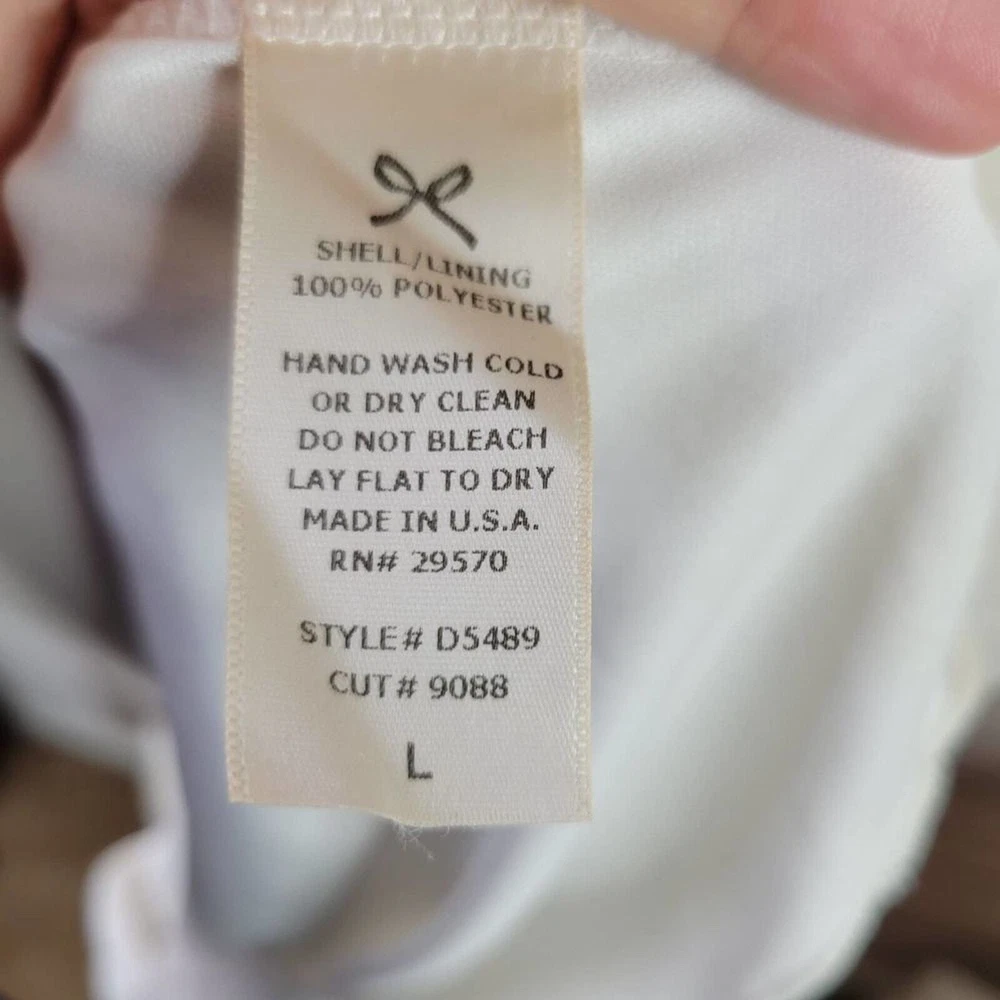 SHELL/LINING
100% POLYESTER
HAND WASH COLD
OR DRY CLEAN
DO NOT BLEACH
LAY FLAT TO DRY
MADE IN U.S.A.
RN# 29570
STYLE# D5489
CUT# 9088
L